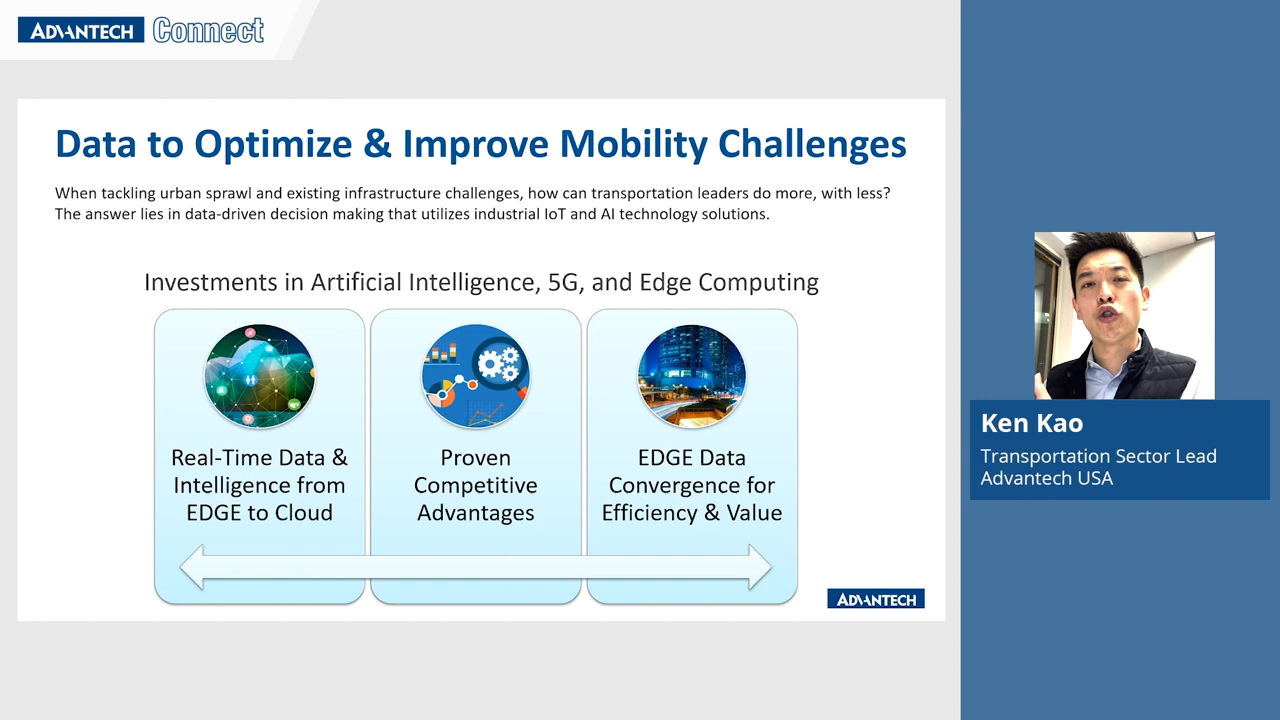 ADVANTECH Connect
Data to Optimize & Improve Mobility Challenges
When tackling urban sprawl and existing infrastructure challenges, how can transportation leaders do more, with less?
The answer lies in data-driven decision making that utilizes industrial IoT and AI technology solutions.
Investments in Artificial Intelligence, 5G, and Edge Computing
Real-Time Data &
Intelligence from
EDGE to Cloud
Proven
Competitive
Advantages
EDGE Data
Convergence for
Efficiency & Value
ADVANTECH
Ken Kao
Transportation Sector Lead
Advantech USA